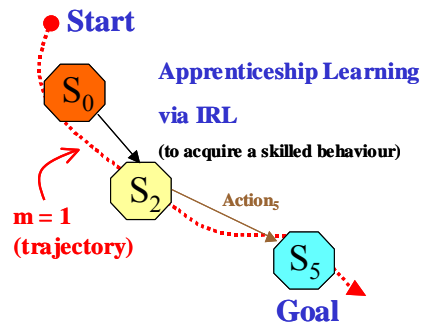 Start
S0
Apprenticeship Learning
via IRL
(to acquire a skilled behaviour)
S2
Action5
m = 1
(trajectory)
S5
Goal